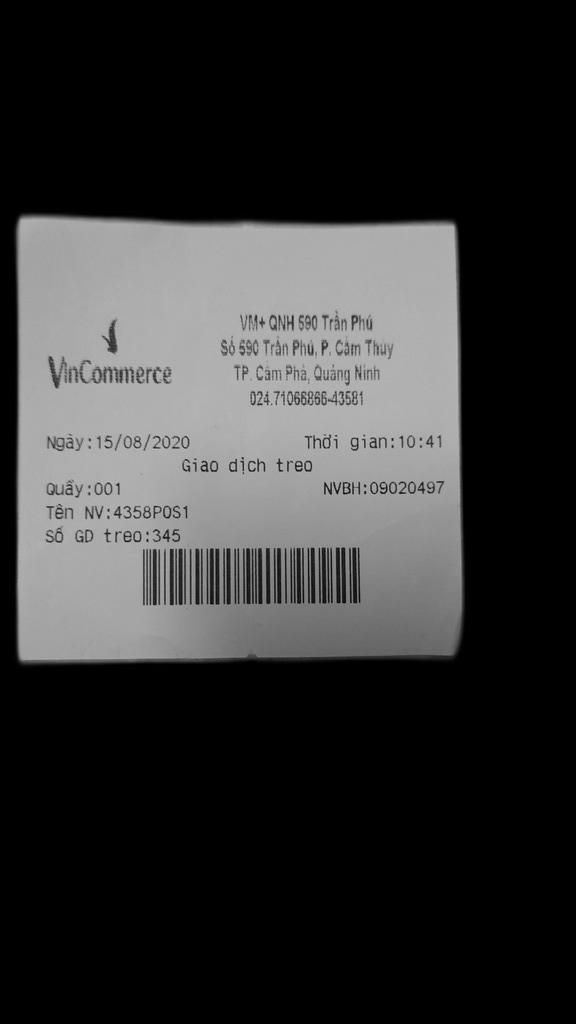 VinCommerce
VM+ QNH 590 Trần Phú
Số 590 Trần Phú, P. Cẩm Thủy
TP. Cẩm Phả, Quảng Ninh
024.71066866-43581
Ngày:15/08/2020 Thời gian:10:41
Giao dịch treo
Quầy:001 NVBH:09020497
Tên NV:4358POS1
Số GD treo:345